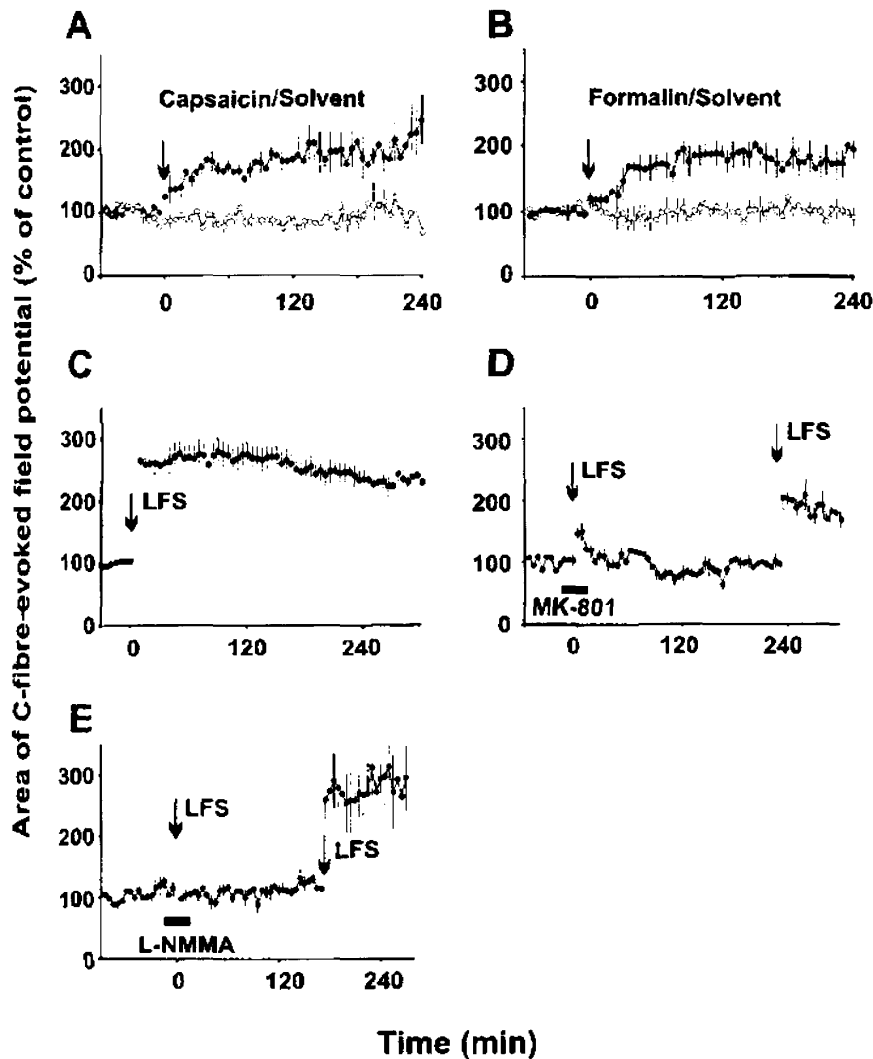 Area of C-fibre-evoked field potential (% of control)
A
300
200
100
0
Capsaicin/Solvent
0 120 240
B
300
200
100
0
Formalin/Solvent
0 120 240
C
300
200
100
0
LFS
0 120 240
D
300
200
100
0
LFS
LFS
MK-801
0 120 240
E
300
200
100
0
LFS
LFS
L-NMMA
0 120 240
Time (min)